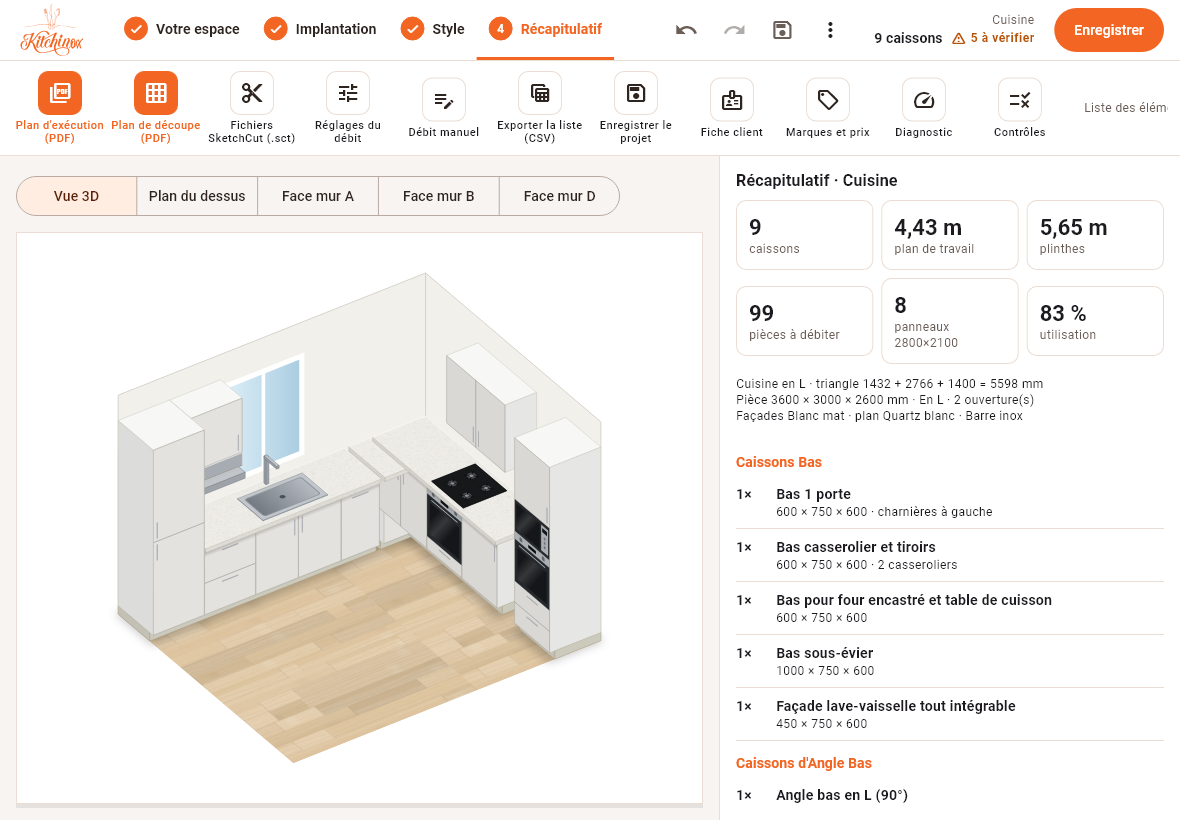 Kitchinox
Votre espace
Implantation
Style
4 Récapitulatif
Cuisine
9 caissons 5 à vérifier
Enregistrer
PDF
Plan d'exécution
(PDF)
Plan de découpe
(PDF)
Fichiers
SketchCut (.sct)
Réglages du
débit
Débit manuel
Exporter la liste
(CSV)
Enregistrer le
projet
Fiche client
Marques et prix
Diagnostic
Contrôles
Liste des élém
Vue 3D
Plan du dessus
Face mur A
Face mur B
Face mur D
Récapitulatif · Cuisine
9
caissons
4,43 m
plan de travail
5,65 m
plinthes
99
pièces à débiter
8
panneaux
2800×2100
83 %
utilisation
Cuisine en L · triangle 1432 + 2766 + 1400 = 5598 mm
Pièce 3600 × 3000 × 2600 mm · En L · 2 ouverture(s)
Façades Blanc mat · plan Quartz blanc · Barre inox
Caissons Bas
1× Bas 1 porte
600 × 750 × 600 · charnières à gauche
1× Bas casserolier et tiroirs
600 × 750 × 600 · 2 casseroliers
1× Bas pour four encastré et table de cuisson
600 × 750 × 600
1× Bas sous-évier
1000 × 750 × 600
1× Façade lave-vaisselle tout intégrable
450 × 750 × 600
Caissons d'Angle Bas
1× Angle bas en L (90°)